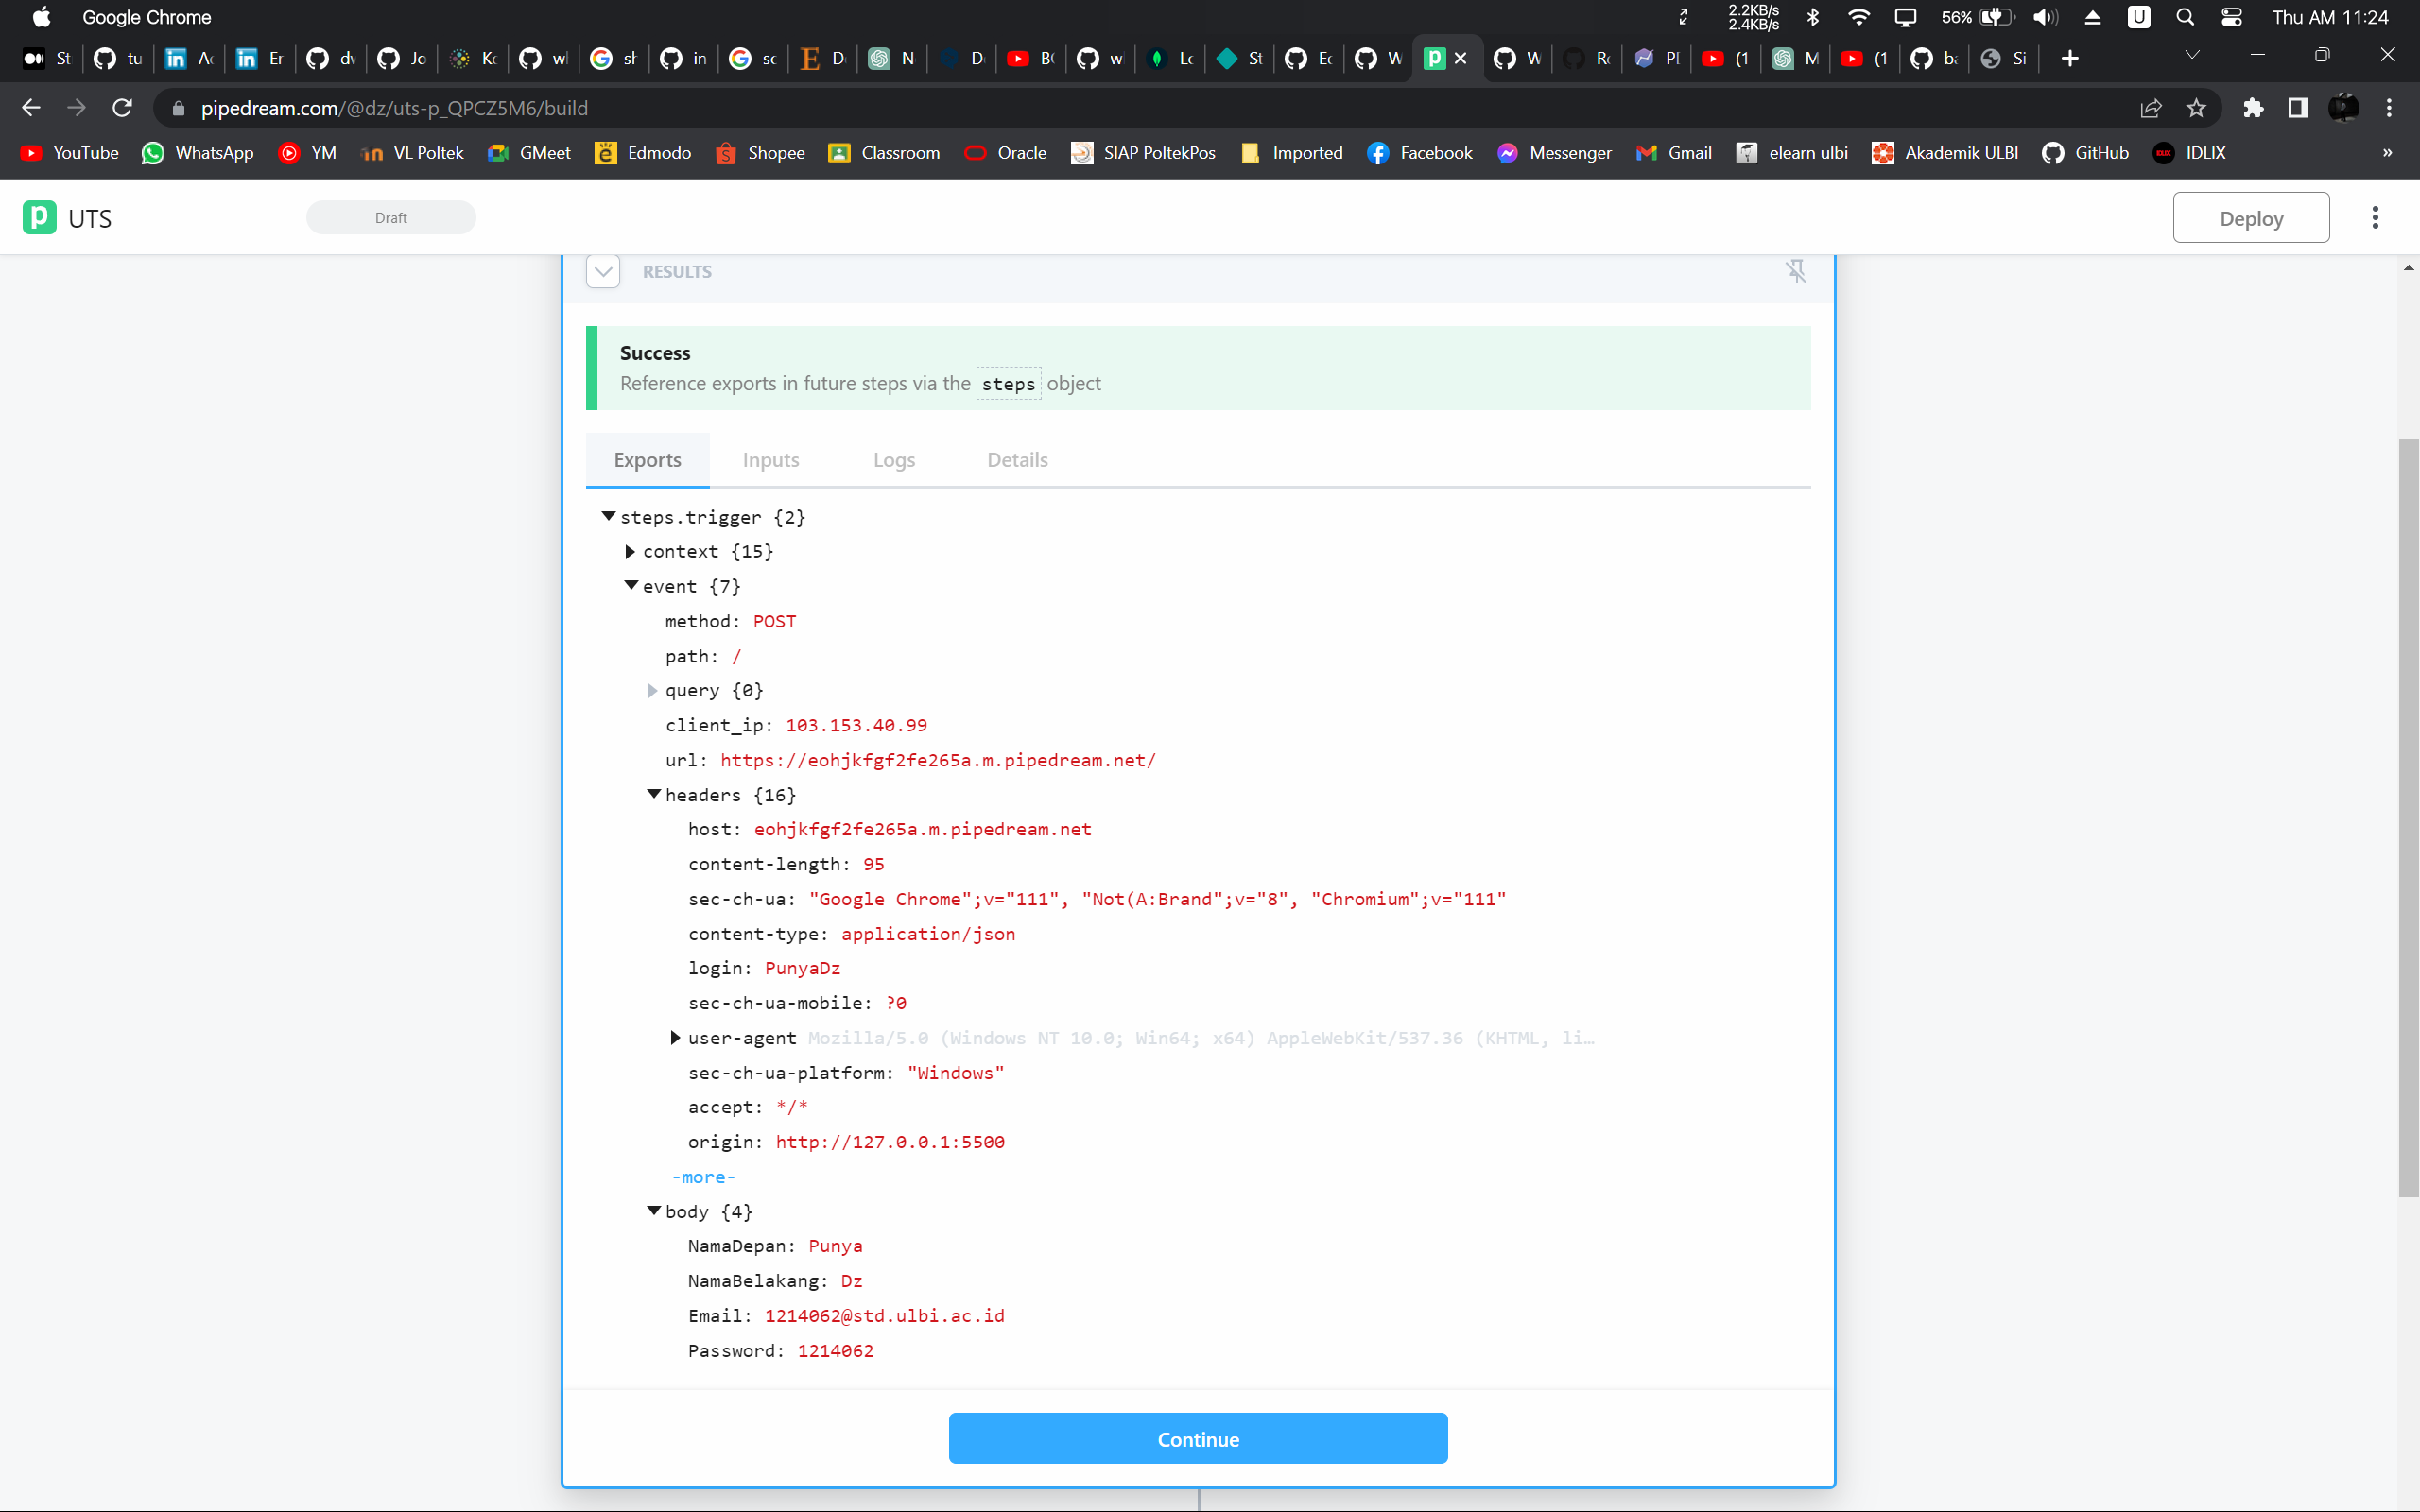 Google Chrome
2.2KB/s
2.4KB/s
56%
U
Thu AM 11:24
St
tu
in
Ac
in
Er
dv
Jo
Ke
wl
sh
in
sc
E
D
N
D
B
w
Lo
St
Ec
W
p
W
Re
Pl
(1
M
(1
ba
Si
pipedream.com/@dz/uts-p_QPCZ5M6/build
YouTube
WhatsApp
YM
VL Poltek
GMeet
Edmodo
Shopee
Classroom
Oracle
SIAP PoltekPos
Imported
Facebook
Messenger
Gmail
elearn ulbi
Akademik ULBI
GitHub
IDLIX
»
p UTS
Draft
Deploy
RESULTS
Success
Reference exports in future steps via the steps object
Exports
Inputs
Logs
Details
steps.trigger {2}
context {15}
event {7}
method: POST
path: /
query {0}
client_ip: 103.153.40.99
url: https://eohjkfgf2fe265a.m.pipedream.net/
headers {16}
host: eohjkfgf2fe265a.m.pipedream.net
content-length: 95
sec-ch-ua: "Google Chrome";v="111", "Not(A:Brand";v="8", "Chromium";v="111"
content-type: application/json
login: PunyaDz
sec-ch-ua-mobile: ?0
user-agent Mozilla/5.0 (Windows NT 10.0; Win64; x64) AppleWebKit/537.36 (KHTML, li…
sec-ch-ua-platform: "Windows"
accept: */*
origin: http://127.0.0.1:5500
-more-
body {4}
NamaDepan: Punya
NamaBelakang: Dz
Email: 1214062@std.ulbi.ac.id
Password: 1214062
Continue